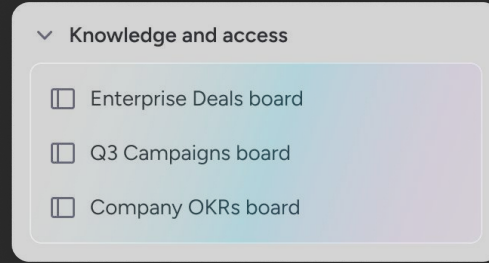 Knowledge and access
Enterprise Deals board
Q3 Campaigns board
Company OKRs board